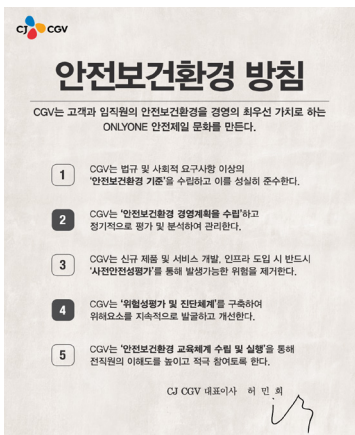 CJ CGV
안전보건환경 방침
CGV는 고객과 임직원의 안전보건환경을 경영의 최우선 가치로 하는
ONLYONE 안전제일 문화를 만든다.
1
CGV는 법규 및 사회적 요구사항 이상의
'안전보건환경 기준'을 수립하고 이를 성실히 준수한다.
2
CGV는 '안전보건환경 경영계획을 수립'하고
정기적으로 평가 및 분석하여 관리한다.
3
CGV는 신규 제품 및 서비스 개발, 인프라 도입 시 반드시
'사전안전성평가'를 통해 발생가능한 위험을 제거한다.
4
CGV는 '위험성평가 및 진단체계'를 구축하여
위해요소를 지속적으로 발굴하고 개선한다.
5
CGV는 '안전보건환경 교육체계 수립 및 실행'을 통해
전직원의 이해도를 높이고 적극 참여토록 한다.
CJ CGV 대표이사 허 민 회